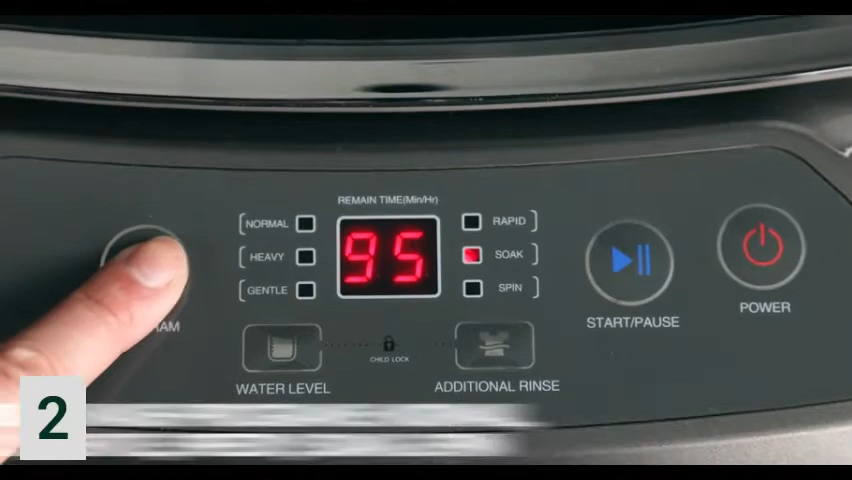 REMAIN TIME(Min/Hr)
NORMAL
HEAVY
GENTLE
95
RAPID
SOAK
SPIN
START/PAUSE
POWER
CHILD LOCK
WATER LEVEL
ADDITIONAL RINSE
2